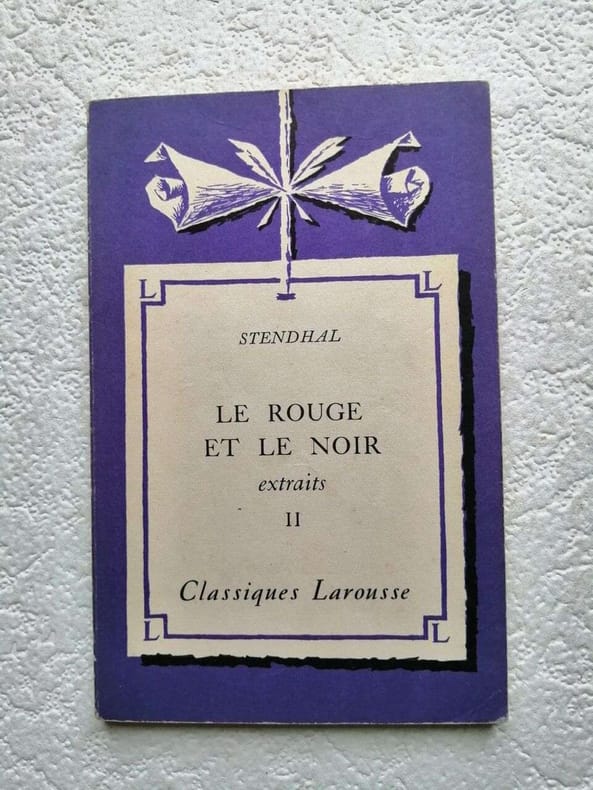 L L
STENDHAL
LE ROUGE
ET LE NOIR
extraits
II
Classiques Larousse
L L